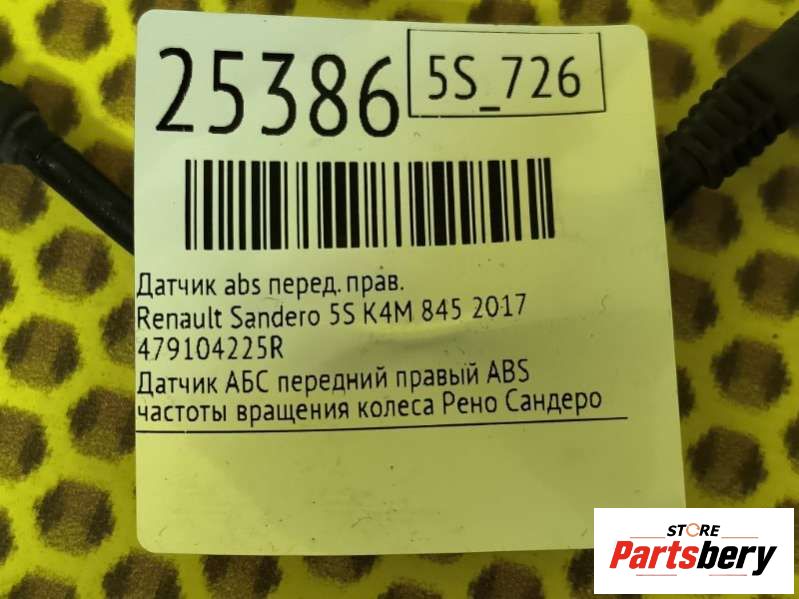 25386
5S_726
Датчик abs перед. прав.
Renault Sandero 5S K4M 845 2017
479104225R
Датчик АБС передний правый ABS
частоты вращения колеса Рено Сандеро
STORE
Partsbery